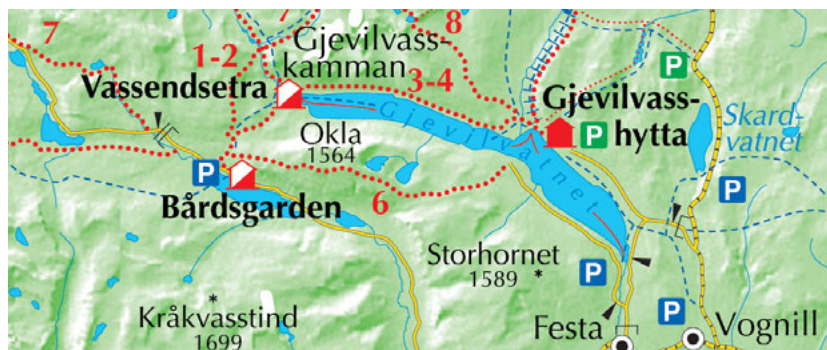 7
1-2
7
8
Gjevilvass-
kamman
3-4
Vassendsetra
P
Gjevilvass-
hytta
P
Skard-
vatnet
Okla
1564
Gjevilvatnet
P
Bårdsgarden
6
P
Storhornet
1589 *
P
*
Kråkvasstind
1699
Festa
P
Vognill